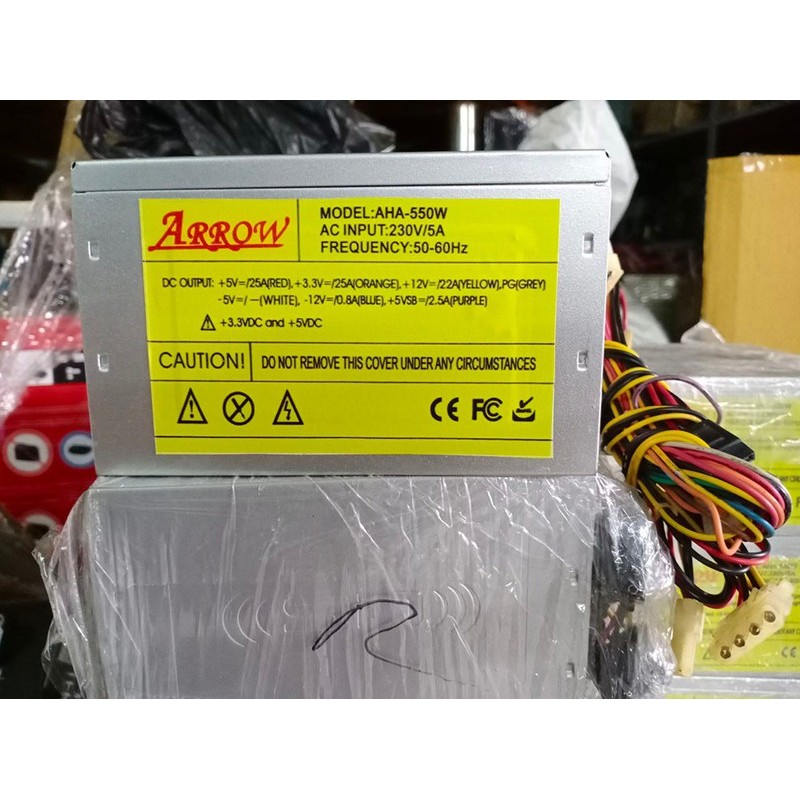 ARROW
MODEL:AHA-550W
AC INPUT:230V/5A
FREQUENCY:50-60Hz
DC OUTPUT: +5V=/25A(RED),+3.3V=/25A(ORANGE),+12V=/22A(YELLOW),PG(GREY)
-5V=/ —(WHITE), -12V=/0.8A(BLUE),+5VSB=/2.5A(PURPLE)
+3.3VDC and +5VDC
CAUTION! DO NOT REMOVE THIS COVER UNDER ANY CIRCUMSTANCES
CE FC
R